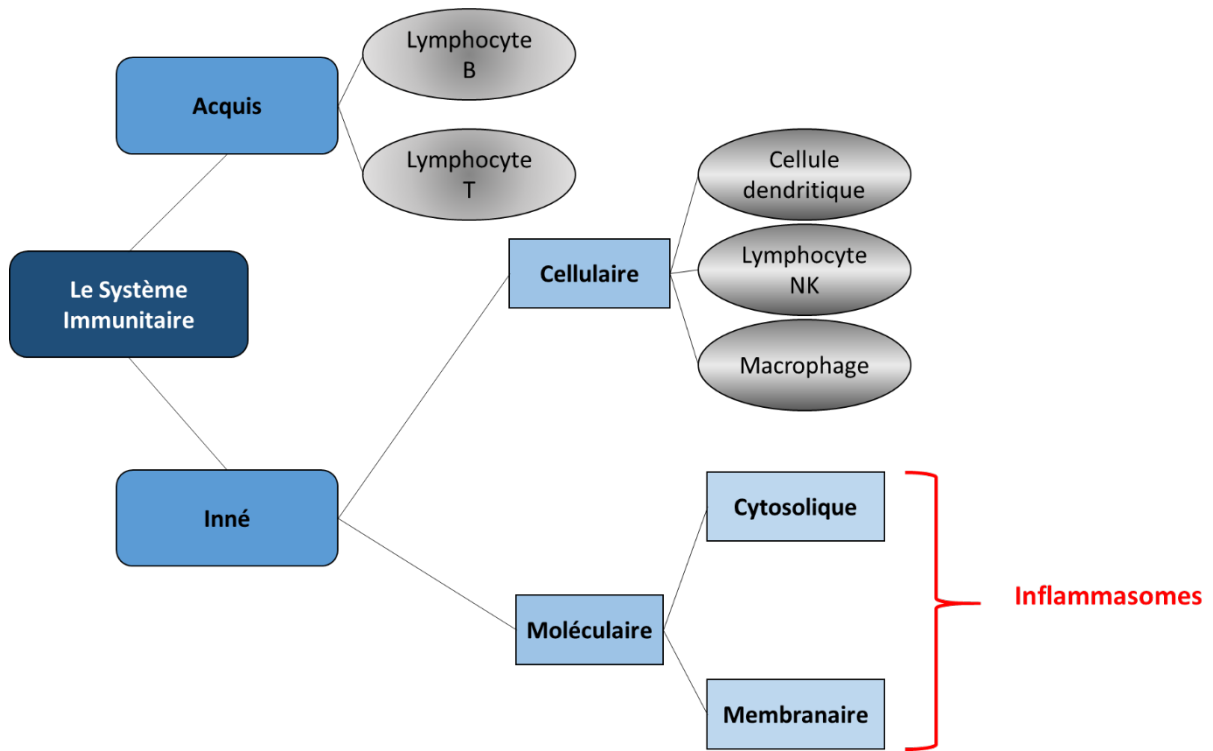 Lymphocyte
B
Acquis
Lymphocyte
T
Cellule
dendritique
Cellulaire
Lymphocyte
NK
Le Système
Immunitaire
Macrophage
Inné
Cytosolique
Inflammasomes
Moléculaire
Membranaire